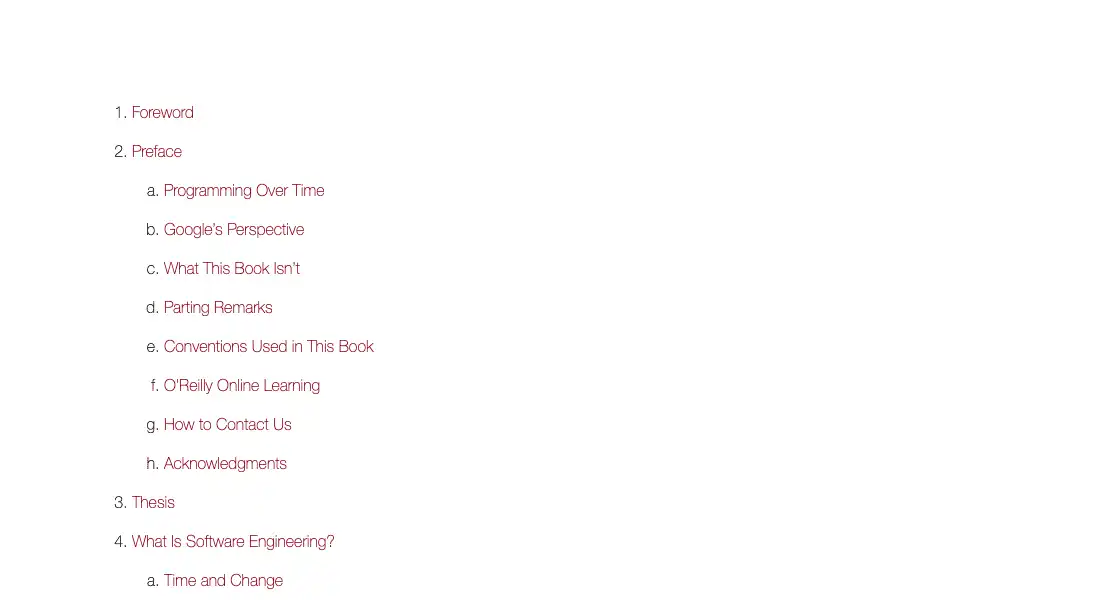 1. Foreword
2. Preface
a. Programming Over Time
b. Google’s Perspective
c. What This Book Isn’t
d. Parting Remarks
e. Conventions Used in This Book
f. O’Reilly Online Learning
g. How to Contact Us
h. Acknowledgments
3. Thesis
4. What Is Software Engineering?
a. Time and Change